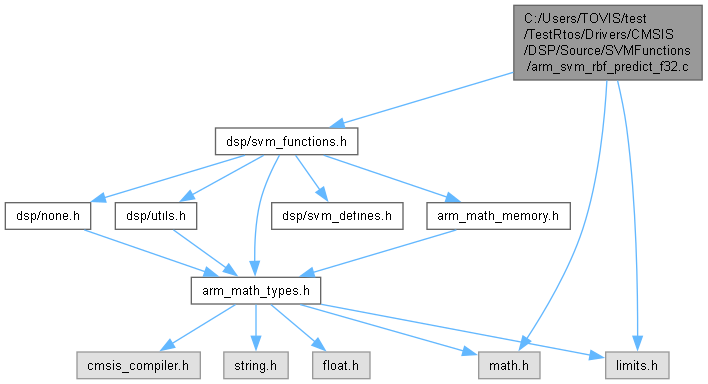 C:/Users/TOVIS/test
/TestRtos/Drivers/CMSIS
/DSP/Source/SVMFunctions
/arm_svm_rbf_predict_f32.c
dsp/svm_functions.h
dsp/none.h
dsp/utils.h
dsp/svm_defines.h
arm_math_memory.h
arm_math_types.h
cmsis_compiler.h
string.h
float.h
math.h
limits.h